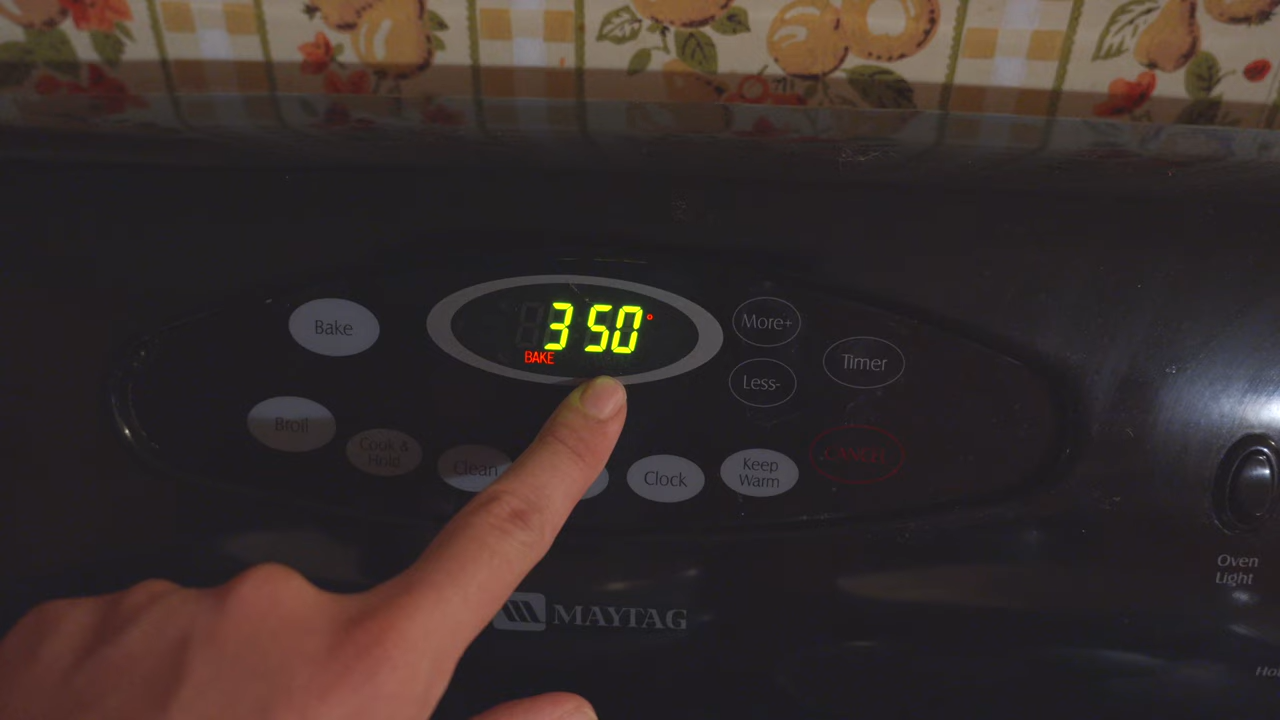 350°
BAKE
Bake
More+
Less-
Timer
Broil
Cook &
Hold
Clean
Clock
Keep
Warm
CANCEL
Oven
Light
MAYTAG